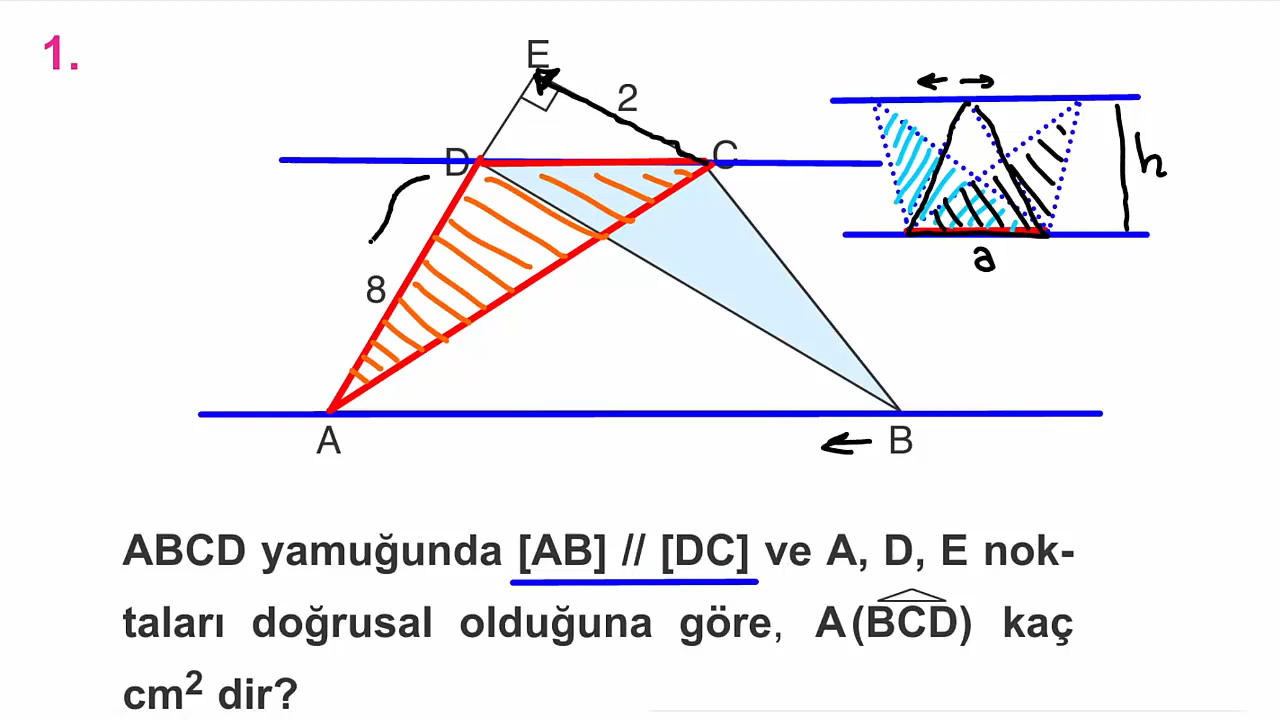 1.
E
2
D
C
h
a
8
A
B
ABCD yamuğunda [AB] // [DC] ve A, D, E nok-
taları doğrusal olduğuna göre, A(BCD) kaç
cm² dir?